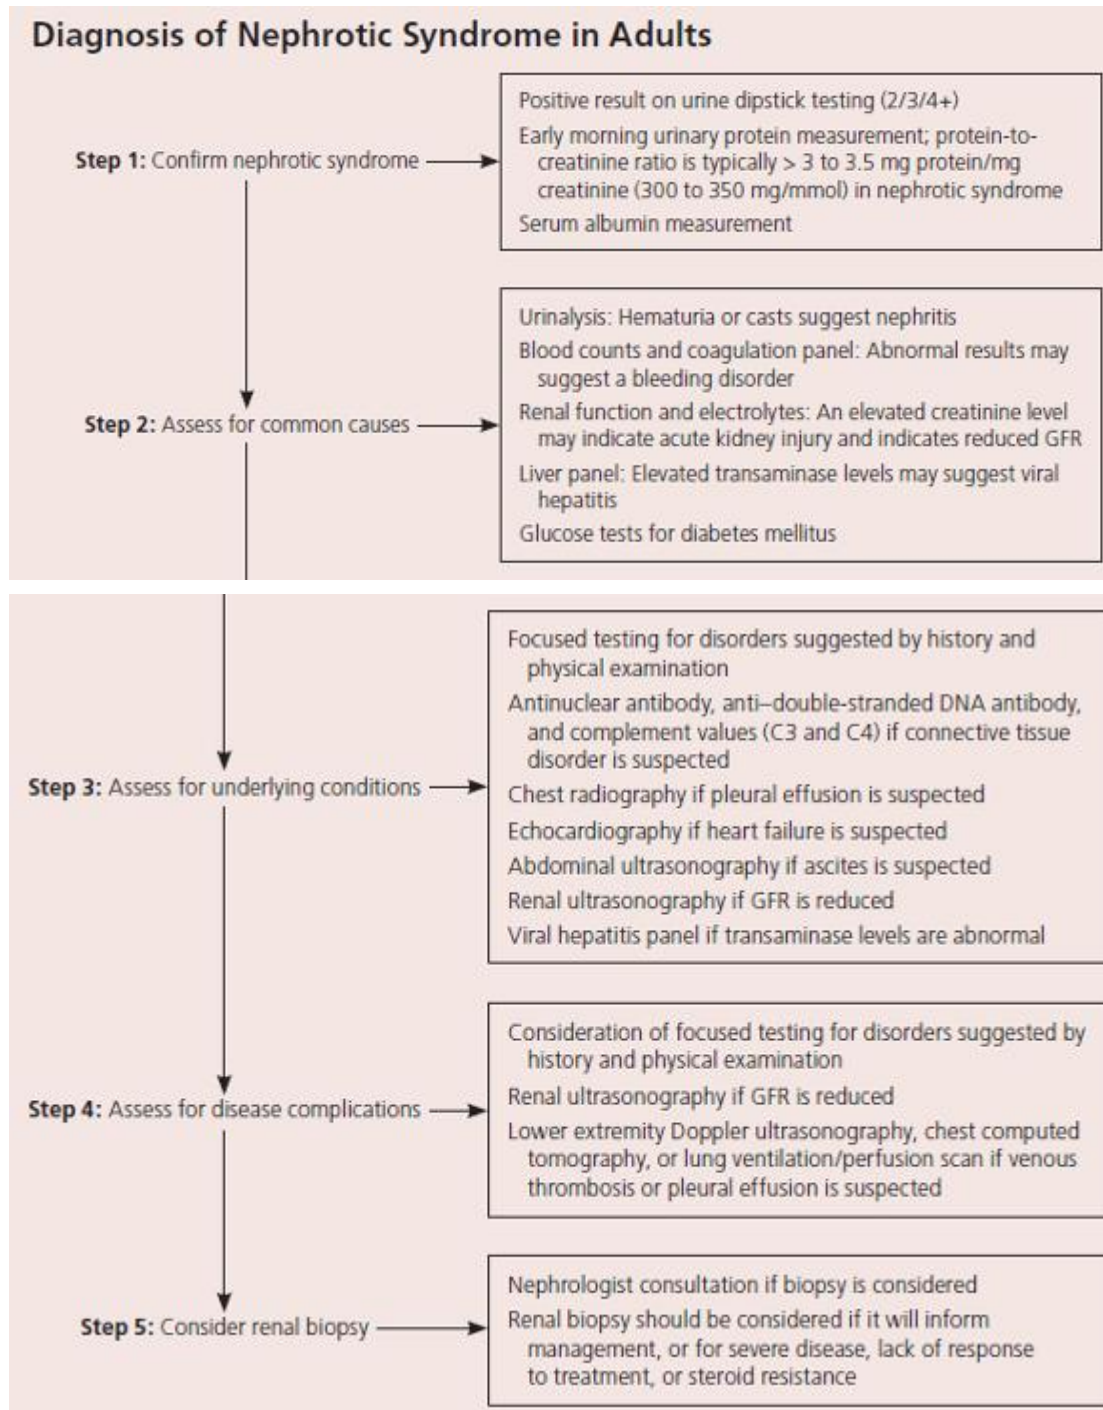 Diagnosis of Nephrotic Syndrome in Adults
Step 1: Confirm nephrotic syndrome
Positive result on urine dipstick testing (2/3/4+)
Early morning urinary protein measurement; protein-to-
creatinine ratio is typically > 3 to 3.5 mg protein/mg
creatinine (300 to 350 mg/mmol) in nephrotic syndrome
Serum albumin measurement
Step 2: Assess for common causes
Urinalysis: Hematuria or casts suggest nephritis
Blood counts and coagulation panel: Abnormal results may
suggest a bleeding disorder
Renal function and electrolytes: An elevated creatinine level
may indicate acute kidney injury and indicates reduced GFR
Liver panel: Elevated transaminase levels may suggest viral
hepatitis
Glucose tests for diabetes mellitus
Step 3: Assess for underlying conditions
Focused testing for disorders suggested by history and
physical examination
Antinuclear antibody, anti–double-stranded DNA antibody,
and complement values (C3 and C4) if connective tissue
disorder is suspected
Chest radiography if pleural effusion is suspected
Echocardiography if heart failure is suspected
Abdominal ultrasonography if ascites is suspected
Renal ultrasonography if GFR is reduced
Viral hepatitis panel if transaminase levels are abnormal
Step 4: Assess for disease complications
Consideration of focused testing for disorders suggested by
history and physical examination
Renal ultrasonography if GFR is reduced
Lower extremity Doppler ultrasonography, chest computed
tomography, or lung ventilation/perfusion scan if venous
thrombosis or pleural effusion is suspected
Step 5: Consider renal biopsy
Nephrologist consultation if biopsy is considered
Renal biopsy should be considered if it will inform
management, or for severe disease, lack of response
to treatment, or steroid resistance